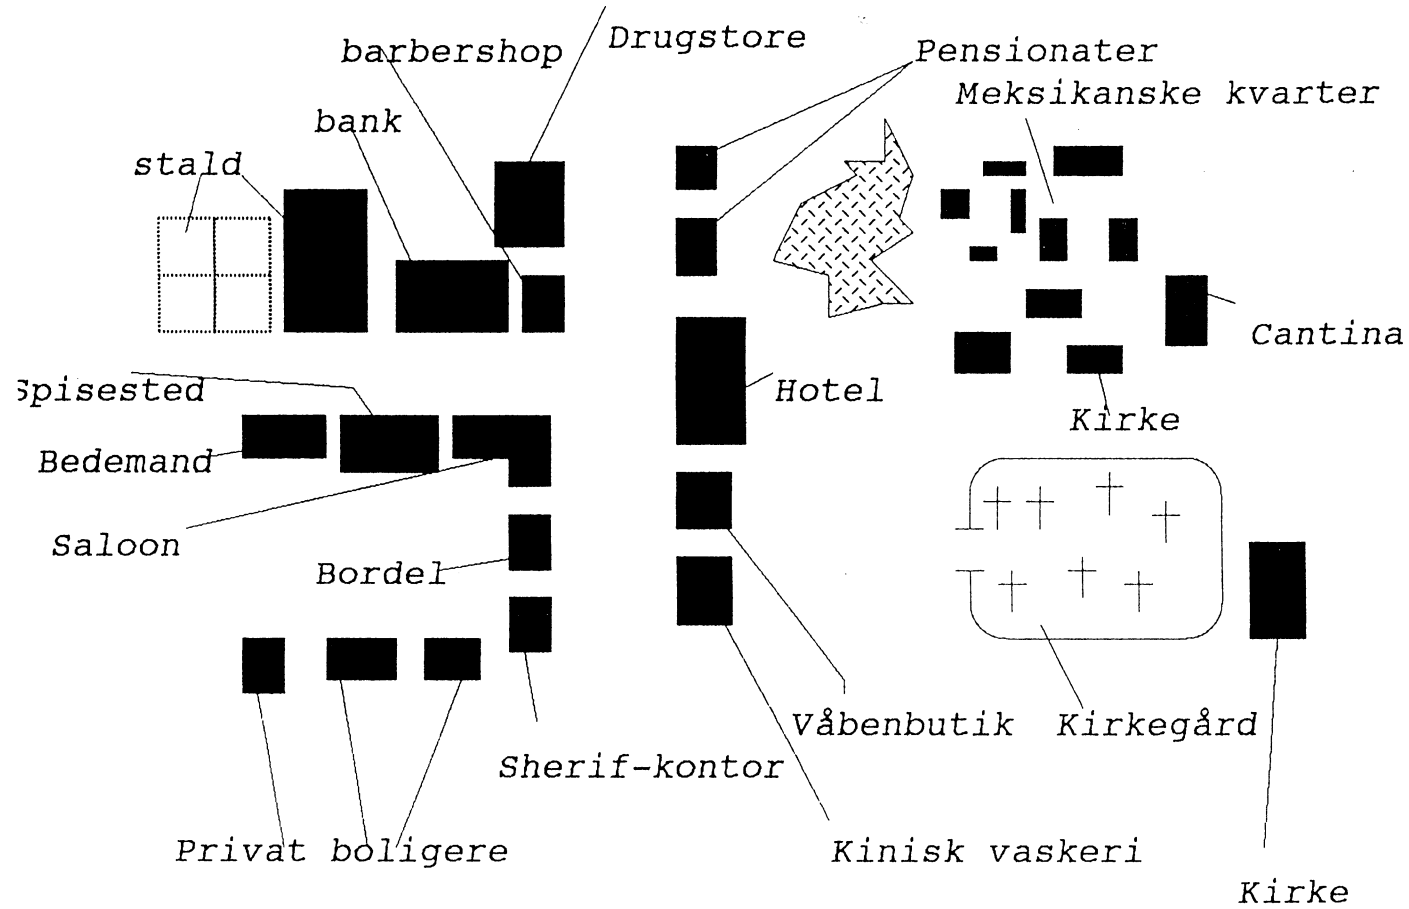 Drugstore
barbershop
Pensionater
Meksikanske kvarter
bank
stald
Cantina
Spisested
Hotel
Kirke
Bedemand
Saloon
Bordel
Våbenbutik
Kirkegård
Sherif-kontor
Privat boligere
Kinisk vaskeri
Kirke